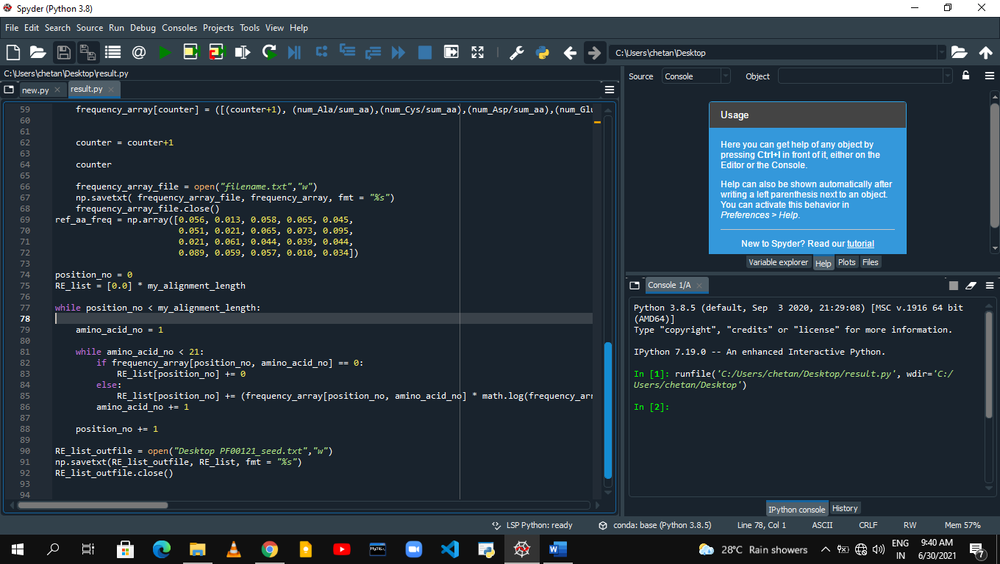 Spyder (Python 3.8)
File Edit Search Source Run Debug Consoles Projects Tools View Help
C:\Users\chetan\Desktop
C:\Users\chetan\Desktop\result.py
new.py
result.py
59 frequency_array[counter] = ([(counter+1), (num_Ala/sum_aa),(num_Cys/sum_aa),(num_Asp/sum_aa),(num_Glu
60
61
62 counter = counter+1
63
64 counter
65
66 frequency_array_file = open("filename.txt","w")
67 np.savetxt( frequency_array_file, frequency_array, fmt = "%s")
68 frequency_array_file.close()
69 ref_aa_freq = np.array([0.056, 0.013, 0.058, 0.065, 0.045,
70 0.051, 0.021, 0.065, 0.073, 0.095,
71 0.021, 0.061, 0.044, 0.039, 0.044,
72 0.089, 0.059, 0.057, 0.010, 0.034])
73
74 position_no = 0
75 RE_list = [0.0] * my_alignment_length
76
77 while position_no < my_alignment_length:
78
79 amino_acid_no = 1
80
81 while amino_acid_no < 21:
82 if frequency_array[position_no, amino_acid_no] == 0:
83 RE_list[position_no] += 0
84 else:
85 RE_list[position_no] += (frequency_array[position_no, amino_acid_no] * math.log(frequency_arr
86 amino_acid_no += 1
87
88 position_no += 1
89
90 RE_list_outfile = open("Desktop PF00121_seed.txt","w")
91 np.savetxt(RE_list_outfile, RE_list, fmt = "%s")
92 RE_list_outfile.close()
93
94
Source Console Object
Usage
Here you can get help of any object by
pressing Ctrl+I in front of it, either on the
Editor or the Console.
Help can also be shown automatically after
writing a left parenthesis next to an object.
You can activate this behavior in
Preferences > Help.
New to Spyder? Read our tutorial
Variable explorer Help Plots Files
Console 1/A
Python 3.8.5 (default, Sep 3 2020, 21:29:08) [MSC v.1916 64 bit
(AMD64)]
Type "copyright", "credits" or "license" for more information.
IPython 7.19.0 -- An enhanced Interactive Python.
In [1]: runfile('C:/Users/chetan/Desktop/result.py', wdir='C:/
Users/chetan/Desktop')
In [2]:
IPython console History
LSP Python: ready conda: base (Python 3.8.5) Line 78, Col 1 ASCII CRLF RW Mem 57%
MySQL
28°C Rain showers
ENG
IN
9:40 AM
6/30/2021
7